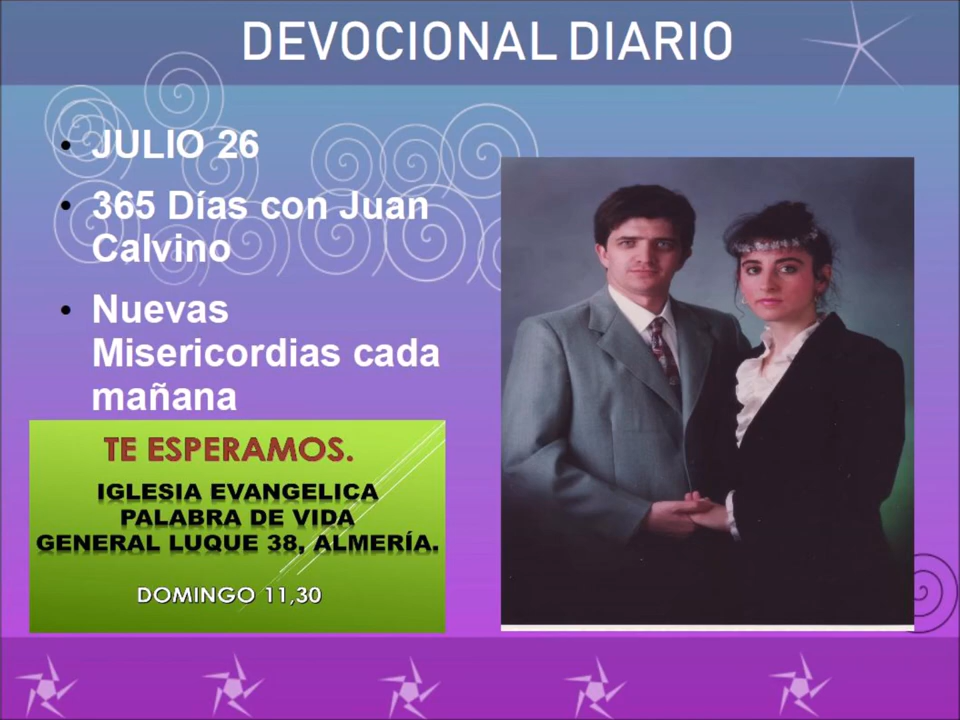 DEVOCIONAL DIARIO
• JULIO 26
• 365 Días con Juan
Calvino
• Nuevas
Misericordias cada
mañana
TE ESPERAMOS.
IGLESIA EVANGELICA
PALABRA DE VIDA
GENERAL LUQUE 38, ALMERÍA.
DOMINGO 11,30